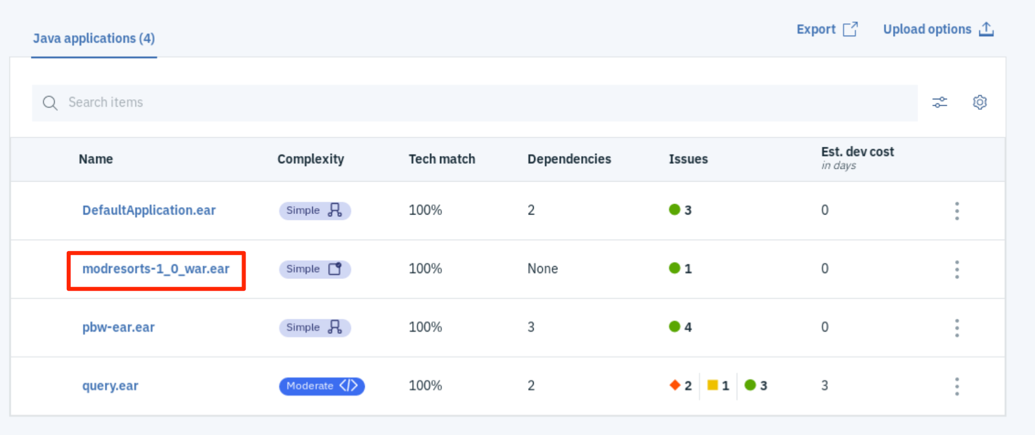 Java applications (4)
Export
Upload options
Search items
Name Complexity Tech match Dependencies Issues Est. dev cost
in days
DefaultApplication.ear Simple 100% 2 3 0
modresorts-1_0_war.ear Simple 100% None 1 0
pbw-ear.ear Simple 100% 3 4 0
query.ear Moderate </> 100% 2 2 1 3 3